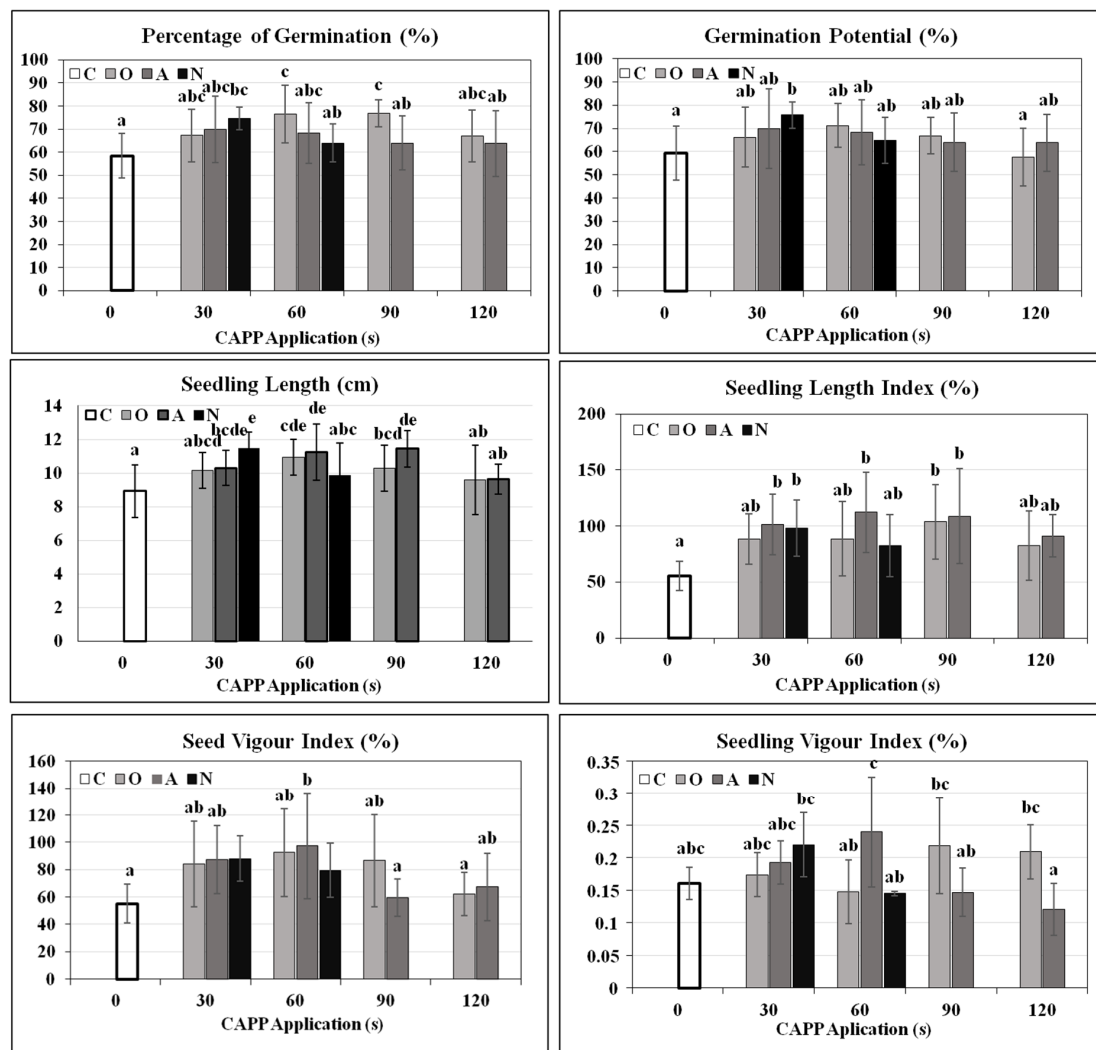 Percentage of Germination (%)
100
90
80
70
60
50
40
30
20
10
0
C O A N
a
abc
abc
bc
c
abc
ab
c
ab
abc
ab
0 30 60 90 120
CAPP Application (s)
Germination Potential (%)
100
90
80
70
60
50
40
30
20
10
0
C O A N
a
ab
ab
b
ab
ab
ab
ab
ab
a
ab
0 30 60 90 120
CAPP Application (s)
Seedling Length (cm)
14
12
10
8
6
4
2
0
C O A N
a
abcd
bcde
e
cde
de
abc
bcd
de
ab
ab
0 30 60 90 120
CAPP Application (s)
Seedling Length Index (%)
200
150
100
50
0
C O A N
a
ab
b
b
ab
b
ab
b
b
ab
ab
0 30 60 90 120
CAPP Application (s)
Seed Vigour Index (%)
160
140
120
100
80
60
40
20
0
C O A N
a
ab
ab
ab
b
ab
a
a
ab
0 30 60 90 120
CAPP Application (s)
Seedling Vigour Index (%)
0.35
0.3
0.25
0.2
0.15
0.1
0.05
0
C O A N
abc
abc
abc
bc
ab
c
ab
bc
ab
bc
a
0 30 60 90 120
CAPP Application (s)